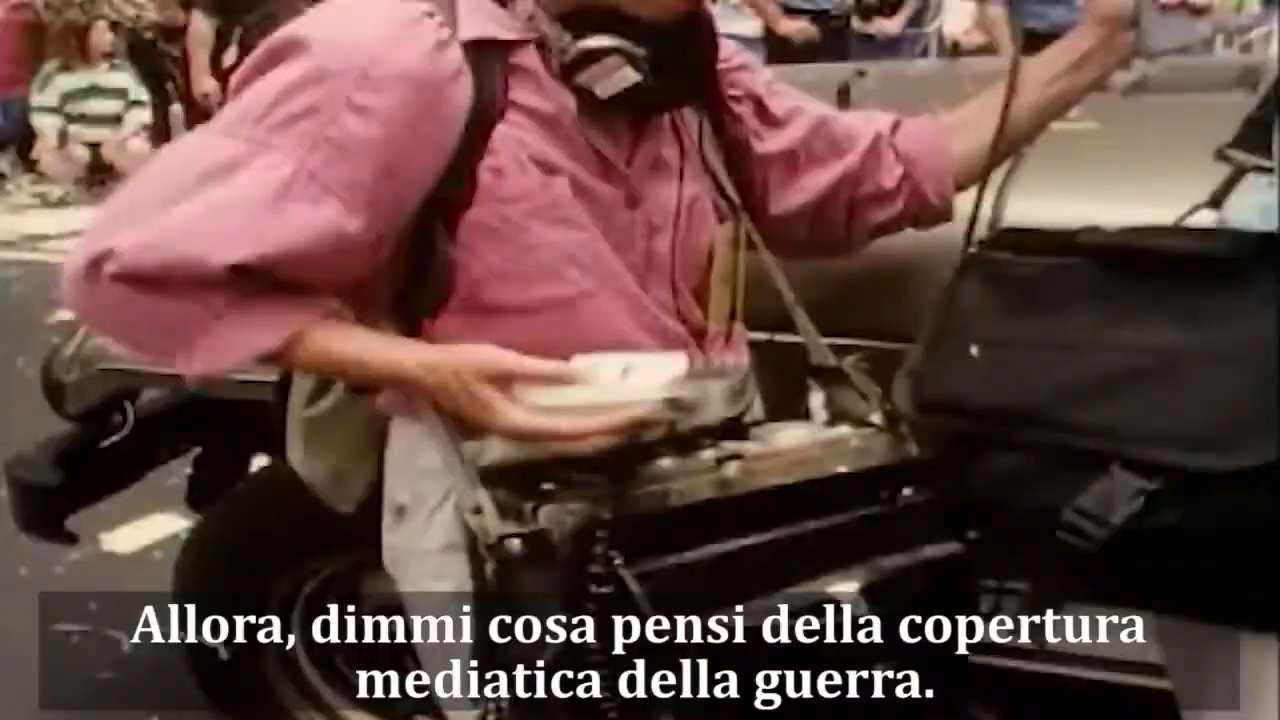 Allora, dimmi cosa pensi della copertura
mediatica della guerra.